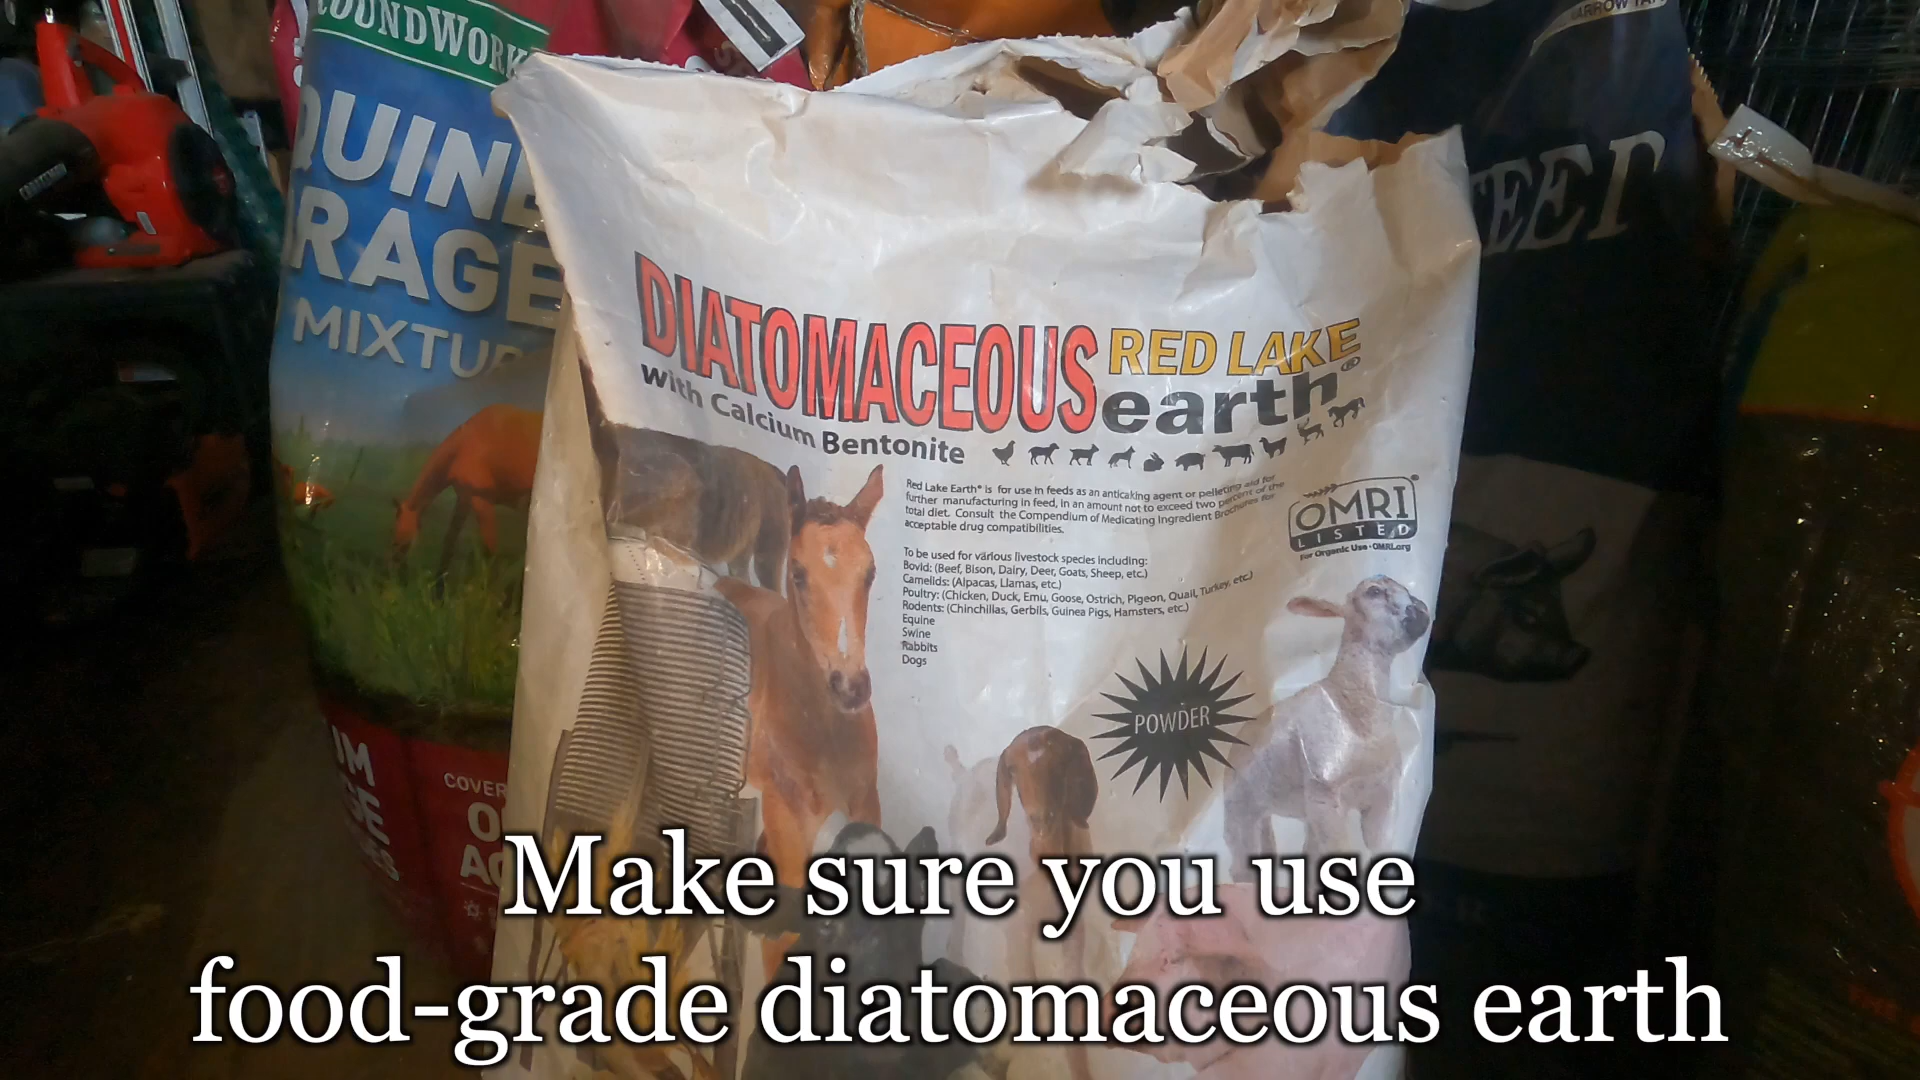 MIXTU
COVER
DIATOMACEOUS RED LAKE
earth®
with Calcium Bentonite
Red Lake Earth® is for use in feeds as an anticaking agent or pelleting aid for
further manufacturing in feed, in an amount not to exceed two percent of the
total diet. Consult the Compendium of Medicating Ingredient Brochures for
acceptable drug compatibilities.
To be used for various livestock species including:
Bovid: (Beef, Bison, Dairy, Deer, Goats, Sheep, etc.)
Camelids: (Alpacas, Llamas, etc.)
Poultry: (Chicken, Duck, Emu, Goose, Ostrich, Pigeon, Quail, Turkey, etc.)
Rodents: (Chinchillas, Gerbils, Guinea Pigs, Hamsters, etc.)
Equine
Swine
Rabbits
Dogs
OMRI
LISTED
For Organic Use · OMRI.org
POWDER
Make sure you use
food-grade diatomaceous earth